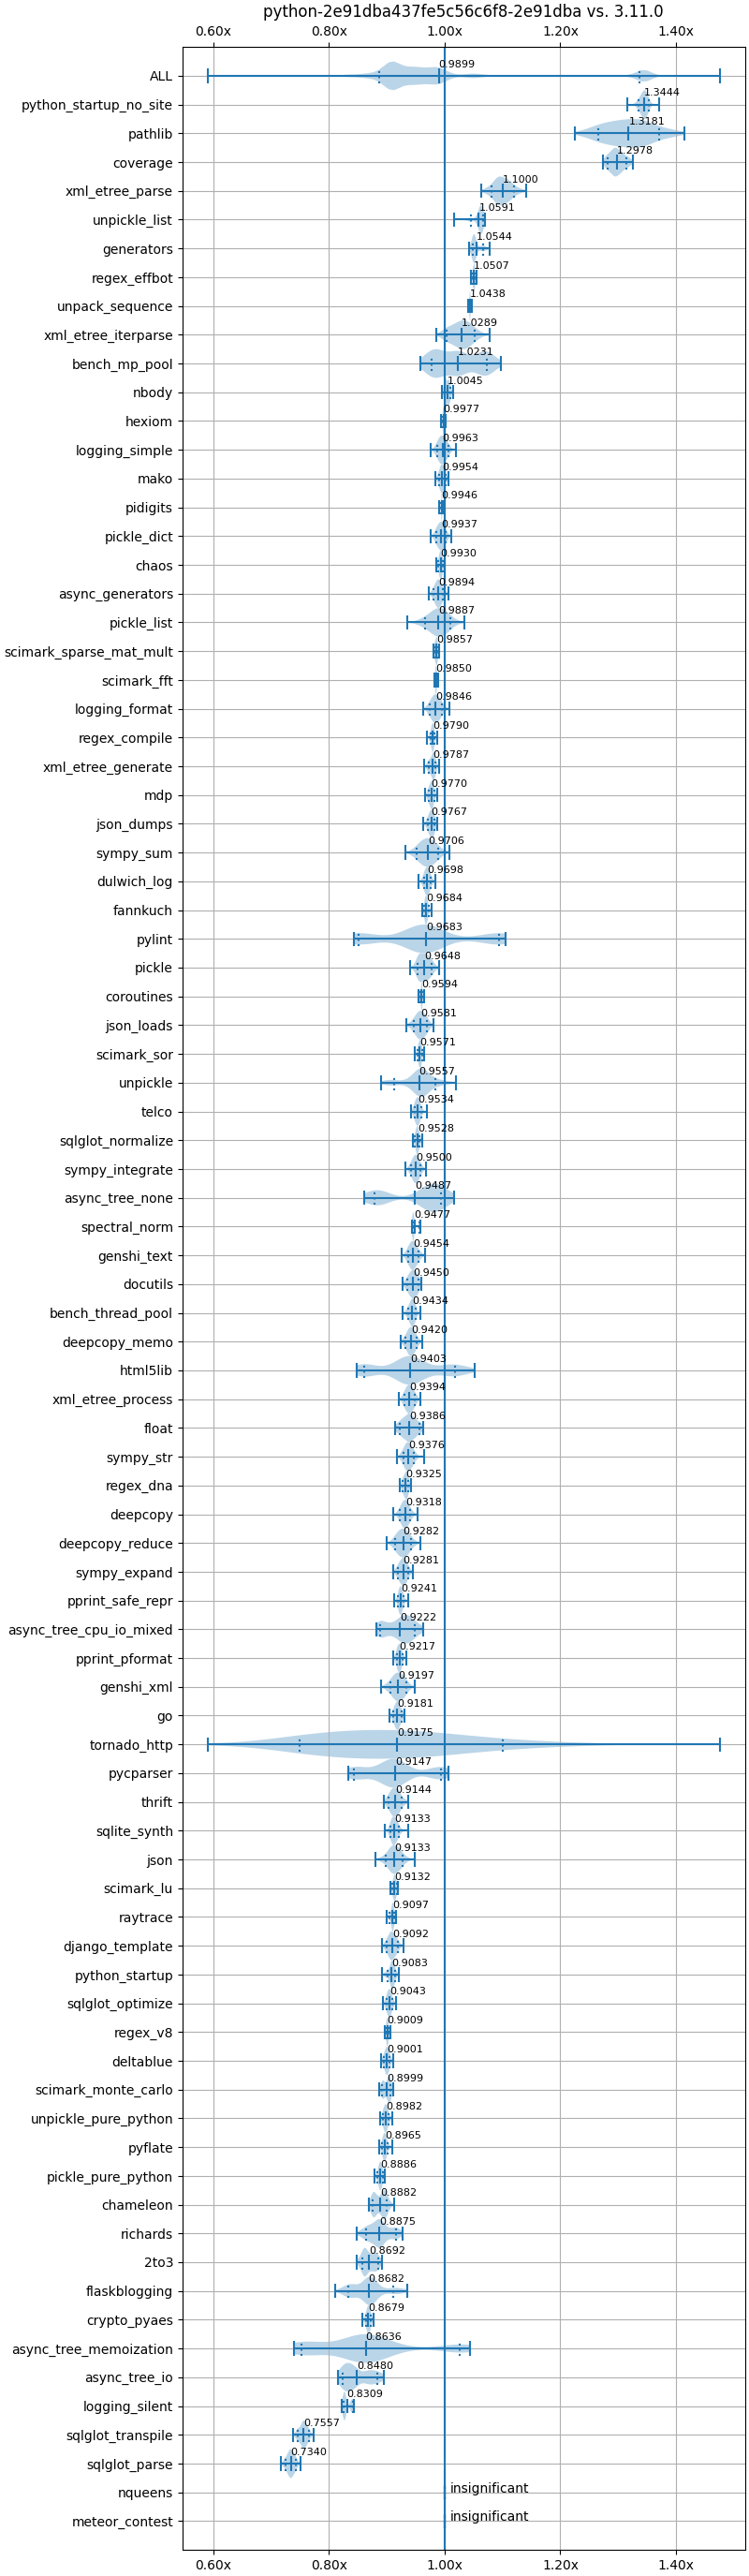 python-2e91dba437fe5c56c6f8-2e91dba vs. 3.11.0
0.60x 0.80x 1.00x 1.20x 1.40x
ALL 0.9899
python_startup_no_site 1.3444
pathlib 1.3181
coverage 1.2978
xml_etree_parse 1.1000
unpickle_list 1.0591
generators 1.0544
regex_effbot 1.0507
unpack_sequence 1.0438
xml_etree_iterparse 1.0289
bench_mp_pool 1.0231
nbody 1.0045
hexiom 0.9977
logging_simple 0.9963
mako 0.9954
pidigits 0.9946
pickle_dict 0.9937
chaos 0.9930
async_generators 0.9894
pickle_list 0.9887
scimark_sparse_mat_mult 0.9857
scimark_fft 0.9850
logging_format 0.9846
regex_compile 0.9790
xml_etree_generate 0.9787
mdp 0.9770
json_dumps 0.9767
sympy_sum 0.9706
dulwich_log 0.9698
fannkuch 0.9684
pylint 0.9683
pickle 0.9648
coroutines 0.9594
json_loads 0.9581
scimark_sor 0.9571
unpickle 0.9557
telco 0.9534
sqlglot_normalize 0.9528
sympy_integrate 0.9500
async_tree_none 0.9487
spectral_norm 0.9477
genshi_text 0.9454
docutils 0.9450
bench_thread_pool 0.9434
deepcopy_memo 0.9420
html5lib 0.9403
xml_etree_process 0.9394
float 0.9386
sympy_str 0.9376
regex_dna 0.9325
deepcopy 0.9318
deepcopy_reduce 0.9282
sympy_expand 0.9281
pprint_safe_repr 0.9241
async_tree_cpu_io_mixed 0.9222
pprint_pformat 0.9217
genshi_xml 0.9197
go 0.9181
tornado_http 0.9175
pycparser 0.9147
thrift 0.9144
sqlite_synth 0.9133
json 0.9133
scimark_lu 0.9132
raytrace 0.9097
django_template 0.9092
python_startup 0.9083
sqlglot_optimize 0.9043
regex_v8 0.9009
deltablue 0.9001
scimark_monte_carlo 0.8999
unpickle_pure_python 0.8982
pyflate 0.8965
pickle_pure_python 0.8886
chameleon 0.8882
richards 0.8875
2to3 0.8692
flaskblogging 0.8682
crypto_pyaes 0.8679
async_tree_memoization 0.8636
async_tree_io 0.8480
logging_silent 0.8309
sqlglot_transpile 0.7557
sqlglot_parse 0.7340
nqueens insignificant
meteor_contest insignificant
0.60x 0.80x 1.00x 1.20x 1.40x